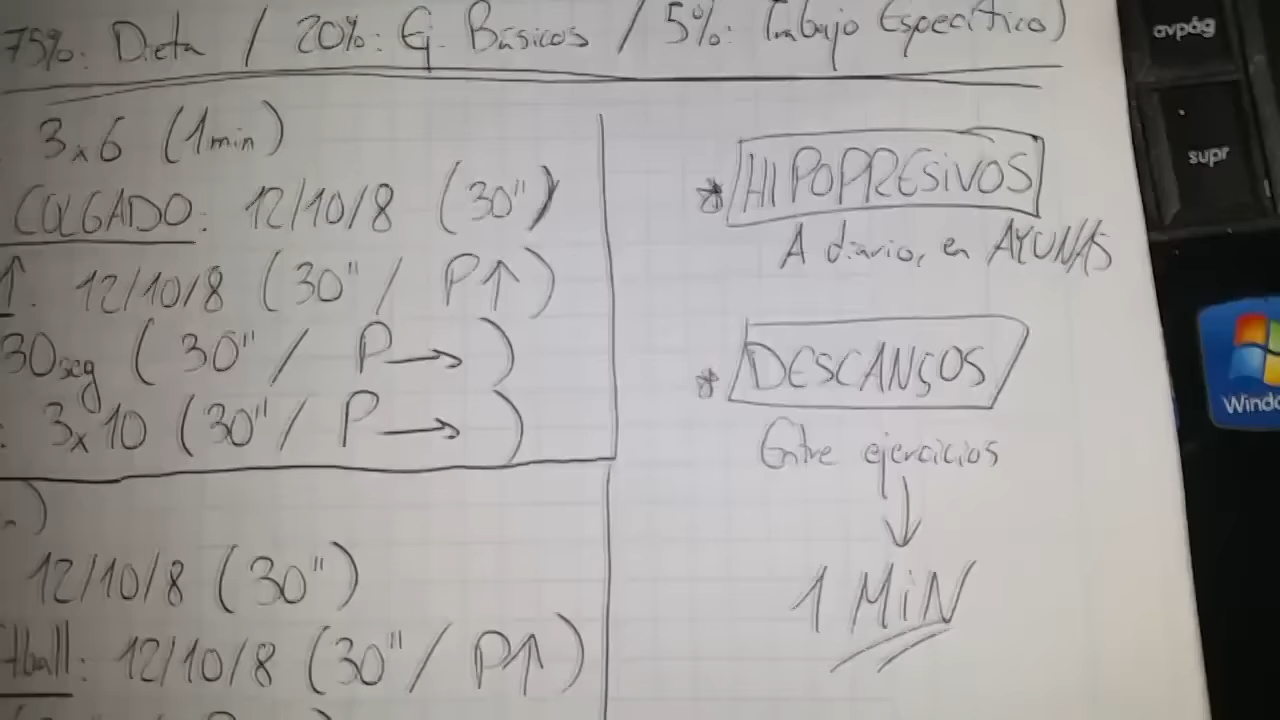 75%: Dieta / 20%: Ej. Básicos / 5%: Trabajo Específico)
3x6 (1min)
COLGADO: 12/10/8 (30")
↑: 12/10/8 (30" / P↑)
30seg (30" / P→)
: 3x10 (30" / P→)
.)
12/10/8 (30")
tball: 12/10/8 (30" / P↑)
* HIPOPRESIVOS
A diario, en AYUNAS
* DESCANSOS
Entre ejercicios
↓
1 MiN
avpág
supr
Windo